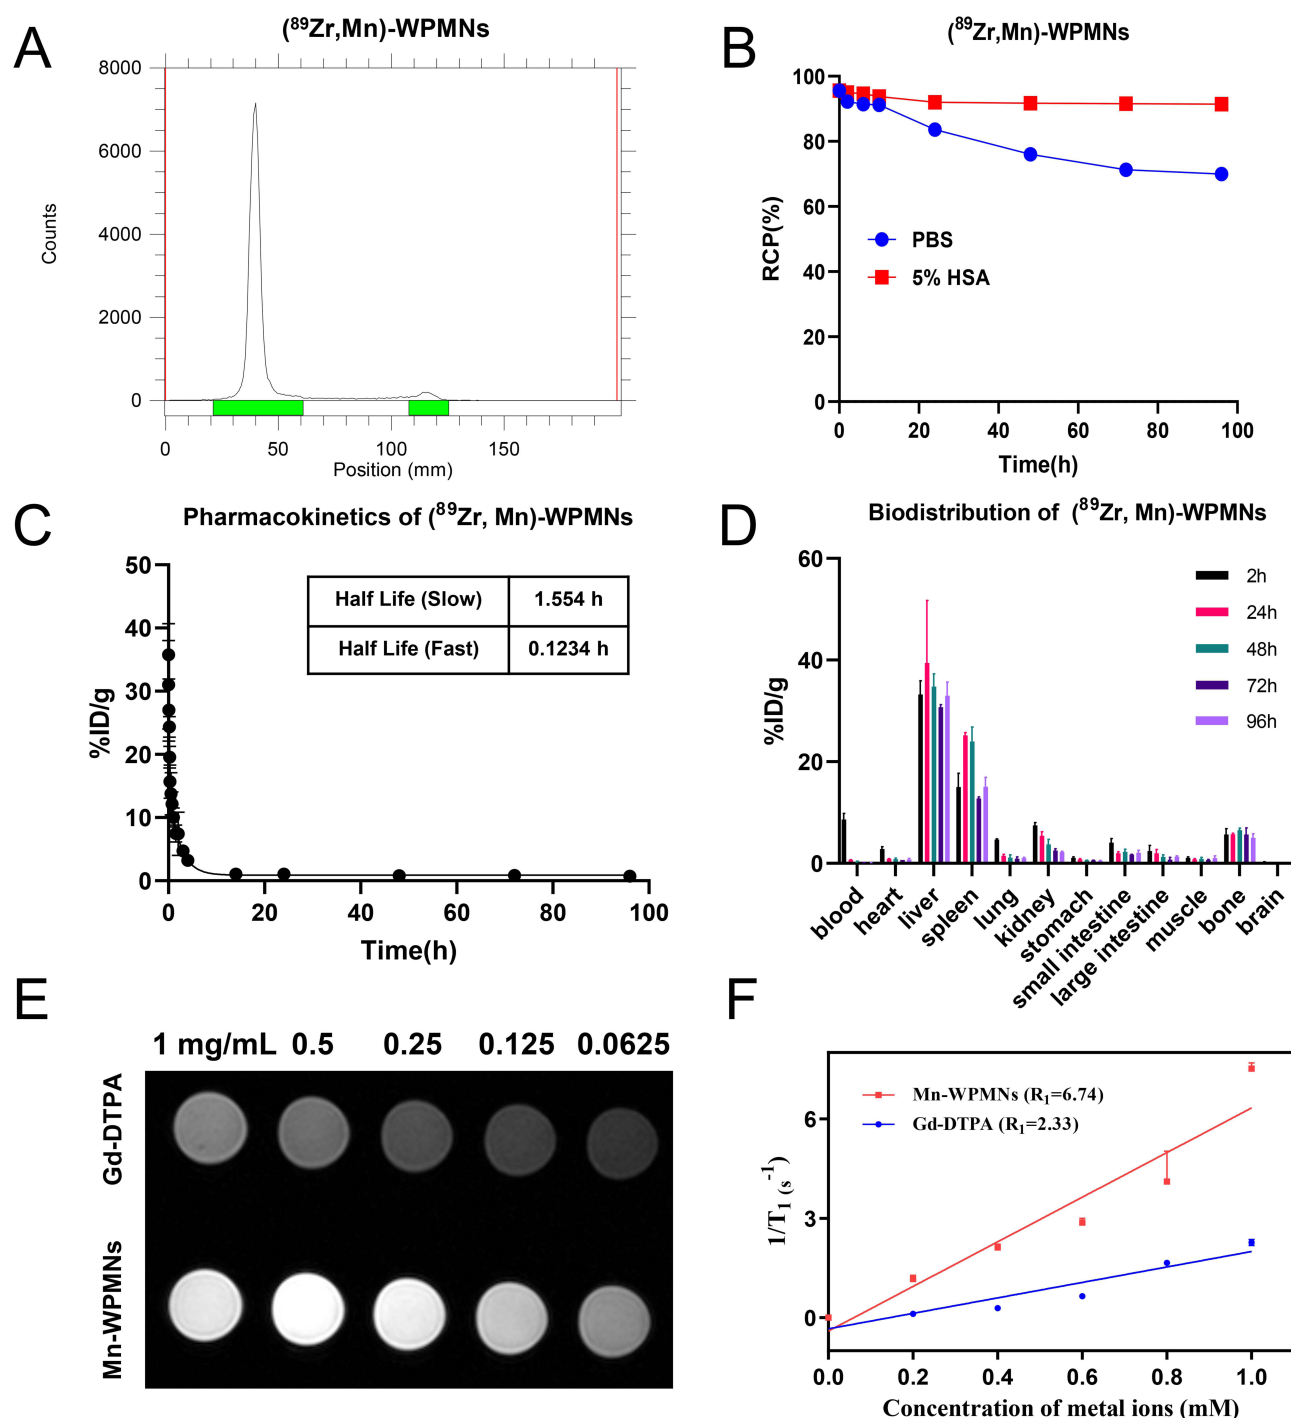 A
(⁸⁹Zr,Mn)-WPMNs
8000
6000
4000
2000
0
Counts
0 50 100 150
Position (mm)
B
(⁸⁹Zr,Mn)-WPMNs
100
80
60
40
20
0
RCP(%)
PBS
5% HSA
0 20 40 60 80 100
Time(h)
C
Pharmacokinetics of (⁸⁹Zr, Mn)-WPMNs
50
40
30
20
10
0
%ID/g
Half Life (Slow) 1.554 h
Half Life (Fast) 0.1234 h
0 20 40 60 80 100
Time(h)
D
Biodistribution of (⁸⁹Zr, Mn)-WPMNs
60
40
20
0
%ID/g
2h
24h
48h
72h
96h
blood
heart
liver
spleen
lung
kidney
stomach
small intestine
large intestine
muscle
bone
brain
E
1 mg/mL 0.5 0.25 0.125 0.0625
Gd-DTPA
Mn-WPMNs
F
Mn-WPMNs (R₁=6.74)
Gd-DTPA (R₁=2.33)
6
3
0
1/T₁ (s⁻¹)
0.0 0.2 0.4 0.6 0.8 1.0
Concentration of metal ions (mM)